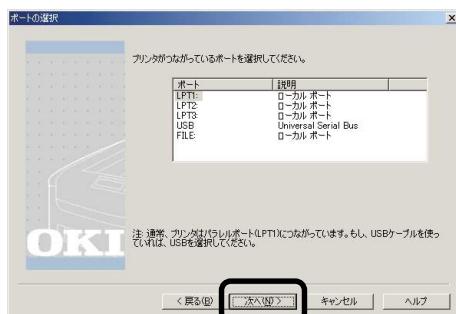 ポートの選択
プリンタがつながっているポートを選択してください。
ポート 説明
LPT1: ローカル ポート
LPT2: ローカル ポート
LPT3: ローカル ポート
USB Universal Serial Bus
FILE: ローカル ポート
注: 通常、プリンタはパラレルポート(LPT1)につながっています。もし、USBケーブルを使っ
ていれば、USBを選択してください。
OKI
< 戻る(B) 次へ(N) > キャンセル ヘルプ